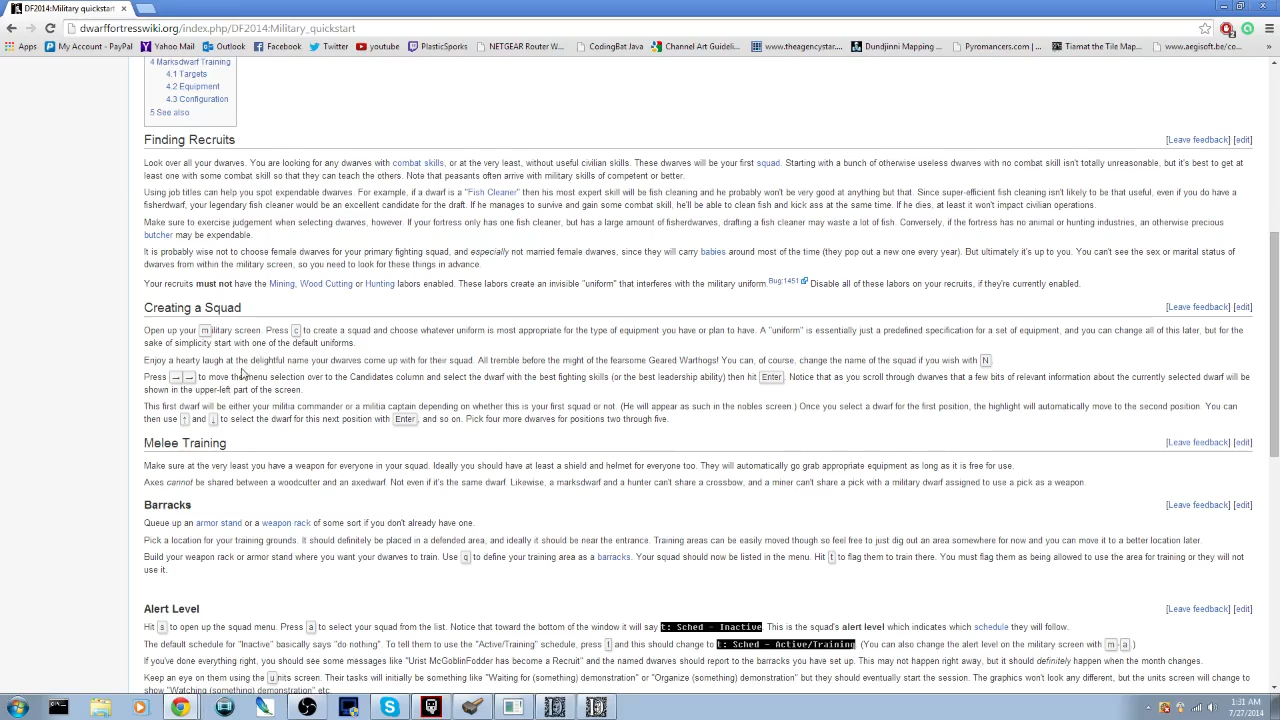 DF2014:Military quickstart
dwarffortresswiki.org/index.php/DF2014:Military_quickstart
Apps My Account - PayPal Yahoo Mail Outlook Facebook Twitter youtube PlasticSporks NETGEAR Router W... CodingBat Java Channel Art Guideli... www.theagencystar... Dundjinni Mapping ... Pyromancers.com | ... Tiamat the Tile Map... www.aegisoft.be/co...
4 Marksdwarf Training
4.1 Targets
4.2 Equipment
4.3 Configuration
5 See also
Finding Recruits [Leave feedback] [edit]
Look over all your dwarves. You are looking for any dwarves with combat skills, or at the very least, without useful civilian skills. These dwarves will be your first squad. Starting with a bunch of otherwise useless dwarves with no combat skill isn't totally unreasonable, but it's best to get
at least one with some combat skill so that they can teach the others. Note that peasants often arrive with military skills of competent or better.
Using job titles can help you spot expendable dwarves. For example, if a dwarf is a "Fish Cleaner" then his most expert skill will be fish cleaning and he probably won't be very good at anything but that. Since super-efficient fish cleaning isn't likely to be that useful, even if you do have a
fisherdwarf, your legendary fish cleaner would be an excellent candidate for the draft. If he manages to survive and gain some combat skill, he'll be able to clean fish and kick ass at the same time. If he dies, at least it won't impact civilian operations.
Make sure to exercise judgement when selecting dwarves, however. If your fortress only has one fish cleaner, but has a large amount of fisherdwarves, drafting a fish cleaner may waste a lot of fish. Conversely, if the fortress has no animal or hunting industries, an otherwise precious
butcher may be expendable.
It is probably wise not to choose female dwarves for your primary fighting squad, and especially not married female dwarves, since they will carry babies around most of the time (they pop out a new one every year). But ultimately it's up to you. You can't see the sex or marital status of
dwarves from within the military screen, so you need to look for these things in advance.
Your recruits must not have the Mining, Wood Cutting or Hunting labors enabled. These labors create an invisible "uniform" that interferes with the military uniform.Bug:1451 Disable all of these labors on your recruits, if they're currently enabled.
Creating a Squad [Leave feedback] [edit]
Open up your military screen. Press c to create a squad and choose whatever uniform is most appropriate for the type of equipment you have or plan to have. A "uniform" is essentially just a predefined specification for a set of equipment, and you can change all of this later, but for the
sake of simplicity start with one of the default uniforms.
Enjoy a hearty laugh at the delightful name your dwarves come up with for their squad. All tremble before the might of the fearsome Geared Warthogs! You can, of course, change the name of the squad if you wish with N.
Press →→ to move the menu selection over to the Candidates column and select the dwarf with the best fighting skills (or the best leadership ability) then hit Enter. Notice that as you scroll through dwarves that a few bits of relevant information about the currently selected dwarf will be
shown in the upper-left part of the screen.
This first dwarf will be either your militia commander or a militia captain depending on whether this is your first squad or not. (He will appear as such in the nobles screen.) Once you select a dwarf for the first position, the highlight will automatically move to the second position. You can
then use ↑ and ↓ to select the dwarf for this next position with Enter, and so on. Pick four more dwarves for positions two through five.
Melee Training [Leave feedback] [edit]
Make sure at the very least you have a weapon for everyone in your squad. Ideally you should have at least a shield and helmet for everyone too. They will automatically go grab appropriate equipment as long as it is free for use.
Axes cannot be shared between a woodcutter and an axedwarf. Not even if it's the same dwarf. Likewise, a marksdwarf and a hunter can't share a crossbow, and a miner can't share a pick with a military dwarf assigned to use a pick as a weapon.
Barracks [Leave feedback] [edit]
Queue up an armor stand or a weapon rack of some sort if you don't already have one.
Pick a location for your training grounds. It should definitely be placed in a defended area, and ideally it should be near the entrance. Training areas can be easily moved though so feel free to just dig out an area somewhere for now and you can move it to a better location later.
Build your weapon rack or armor stand where you want your dwarves to train. Use q to define your training area as a barracks. Your squad should now be listed in the menu. Hit t to flag them to train there. You must flag them as being allowed to use the area for training or they will not
use it.
Alert Level [Leave feedback] [edit]
Hit s to open up the squad menu. Press a to select your squad from the list. Notice that toward the bottom of the window it will say t: Sched - Inactive. This is the squad's alert level which indicates which schedule they will follow.
The default schedule for "Inactive" basically says "do nothing". To tell them to use the "Active/Training" schedule, press t and this should change to t: Sched - Active/Training (You can also change the alert level on the military screen with m-a.)
If you've done everything right, you should see some messages like "Urist McGoblinFodder has become a Recruit" and the named dwarves should report to the barracks you have set up. This may not happen right away, but it should definitely happen when the month changes.
Keep an eye on them using the units screen. Their tasks will initially be something like "Waiting for (something) demonstration" or "Organize (something) demonstration" but they should eventually start the session. The graphics won't look any different, but the units screen will change to
show "Watching (something) demonstration" etc
1:31 AM
7/27/2014